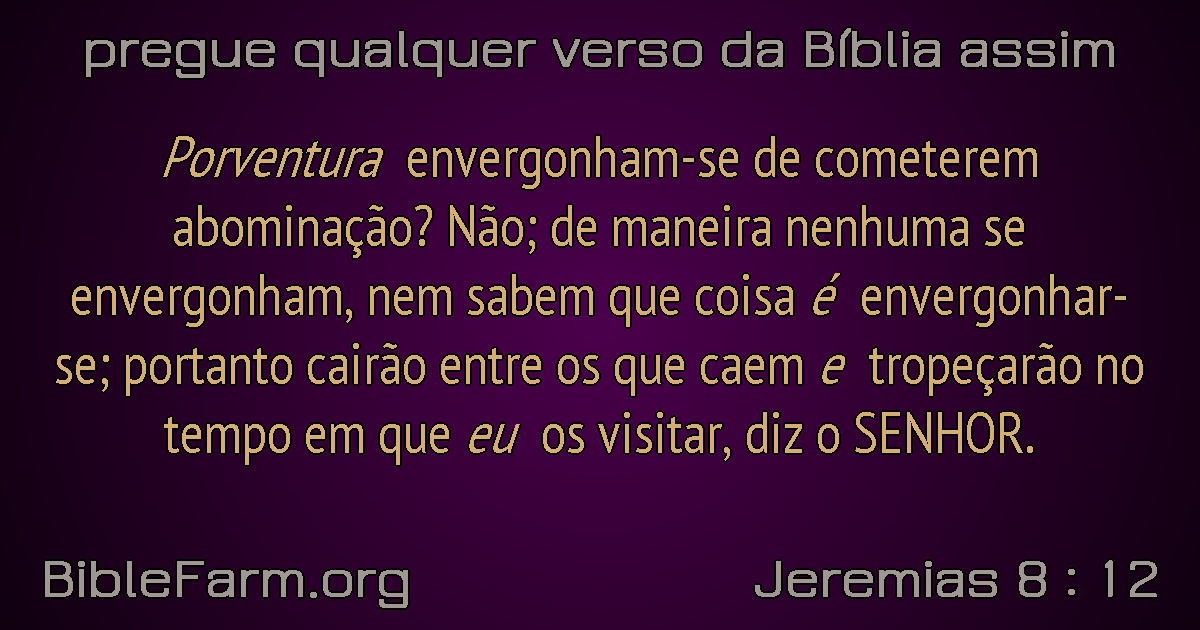 pregue qualquer verso da Bíblia assim
Porventura envergonham-se de cometerem
abominação? Não; de maneira nenhuma se
envergonham, nem sabem que coisa é envergonhar-
se; portanto cairão entre os que caem e tropeçarão no
tempo em que eu os visitar, diz o SENHOR.
BibleFarm.org
Jeremias 8 : 12